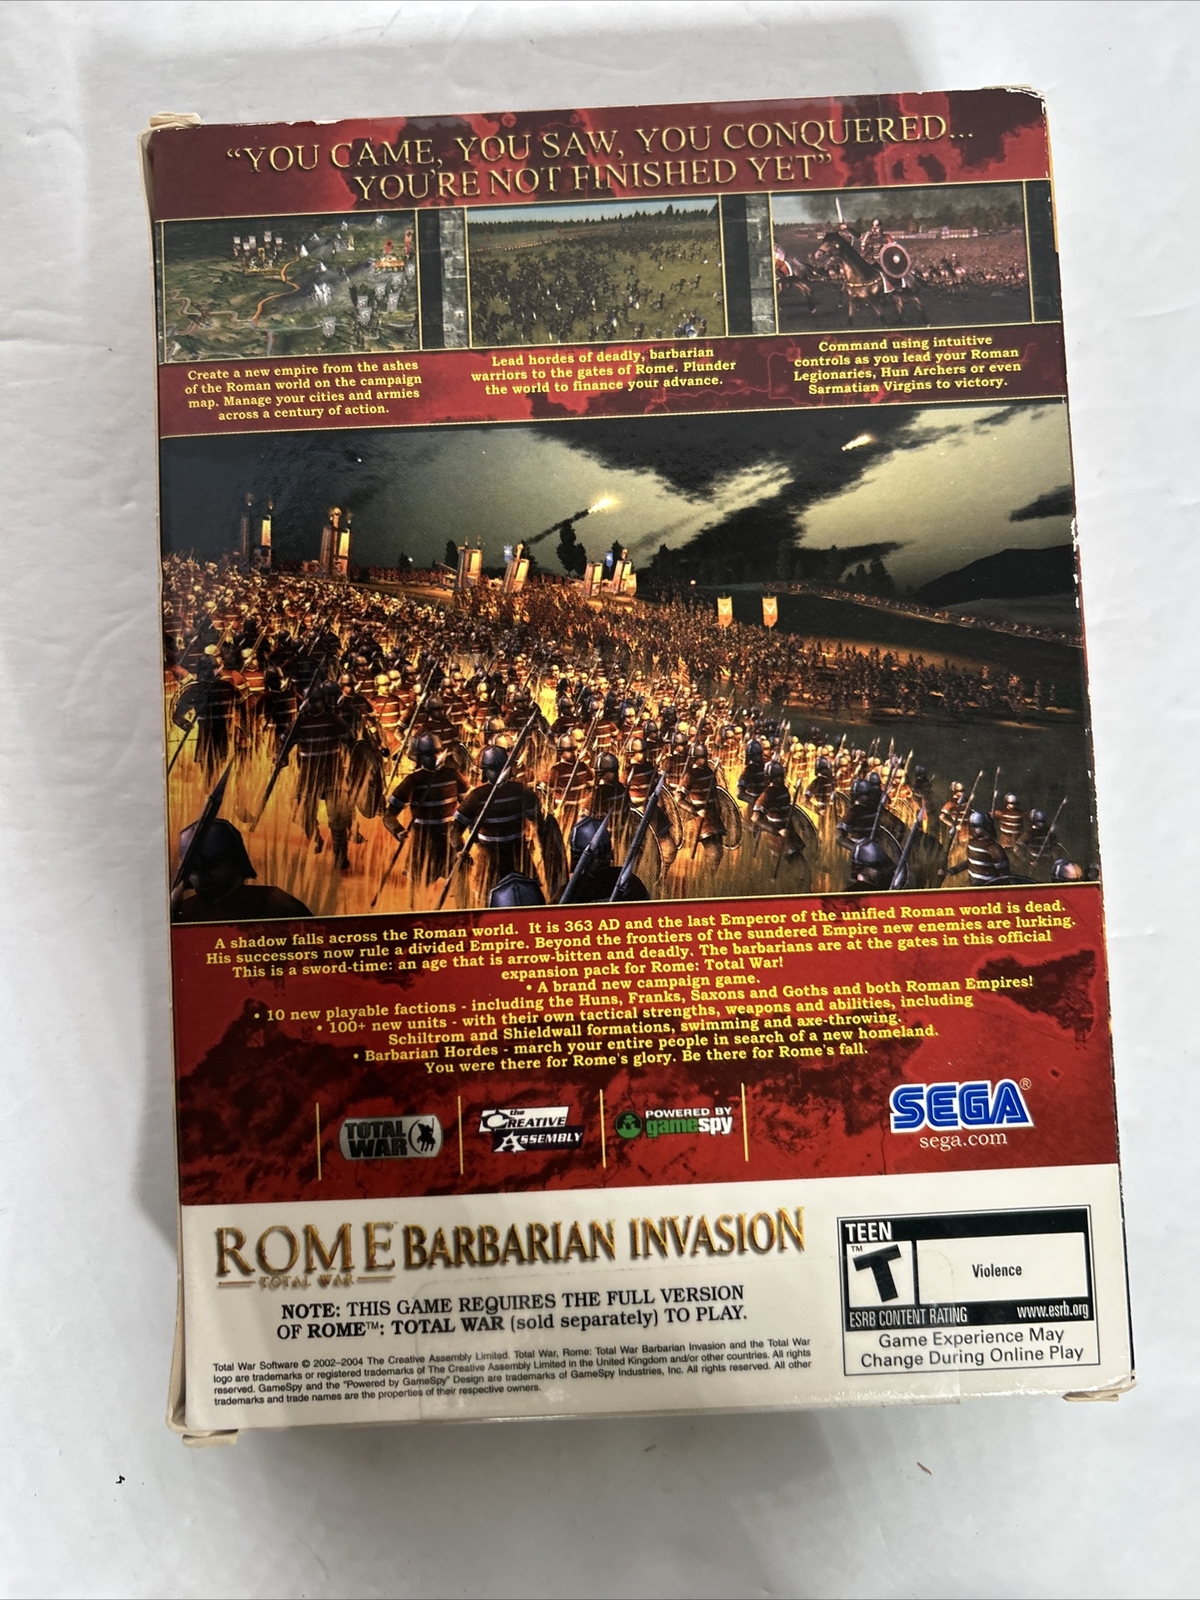 “YOU CAME, YOU SAW, YOU CONQUERED...
YOU'RE NOT FINISHED YET”
Create a new empire from the ashes
of the Roman world on the campaign
map. Manage your cities and armies
across a century of action.
Lead hordes of deadly, barbarian
warriors to the gates of Rome. Plunder
the world to finance your advance.
Command using intuitive
controls as you lead your Roman
Legionaries, Hun Archers or even
Sarmatian Virgins to victory.
A shadow falls across the Roman world. It is 363 AD and the last Emperor of the unified Roman world is dead.
His successors now rule a divided Empire. Beyond the frontiers of the sundered Empire new enemies are lurking.
This is a sword-time: an age that is arrow-bitten and deadly. The barbarians are at the gates in this official
expansion pack for Rome: Total War!
• A brand new campaign game.
• 10 new playable factions - including the Huns, Franks, Saxons and Goths and both Roman Empires!
• 100+ new units - with their own tactical strengths, weapons and abilities, including
Schiltrom and Shieldwall formations, swimming and axe-throwing.
• Barbarian Hordes - march your entire people in search of a new homeland.
You were there for Rome's glory. Be there for Rome's fall.
TOTAL
WAR
the
CREATIVE
ASSEMBLY
POWERED BY
gamespy
SEGA®
sega.com
ROME™ BARBARIAN INVASION
TOTAL WAR
NOTE: THIS GAME REQUIRES THE FULL VERSION
OF ROME™: TOTAL WAR (sold separately) TO PLAY.
Total War Software © 2002–2004 The Creative Assembly Limited. Total War, Rome: Total War Barbarian Invasion and the Total War
logo are trademarks or registered trademarks of The Creative Assembly Limited in the United Kingdom and/or other countries. All rights
reserved. GameSpy and the "Powered by GameSpy" Design are trademarks of GameSpy Industries, Inc. All rights reserved. All other
trademarks and trade names are the properties of their respective owners.
TEEN
T™
Violence
ESRB CONTENT RATING www.esrb.org
Game Experience May
Change During Online Play